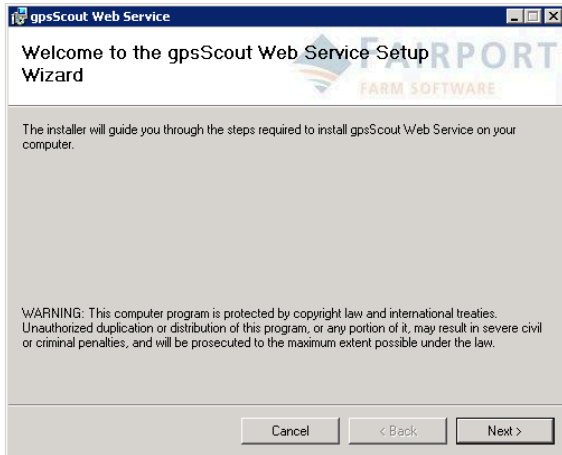 gpsScout Web Service
Welcome to the gpsScout Web Service Setup
Wizard
FAIRPORT
FARM SOFTWARE
The installer will guide you through the steps required to install gpsScout Web Service on your
computer.
WARNING: This computer program is protected by copyright law and international treaties.
Unauthorized duplication or distribution of this program, or any portion of it, may result in severe civil
or criminal penalties, and will be prosecuted to the maximum extent possible under the law.
Cancel
< Back
Next >